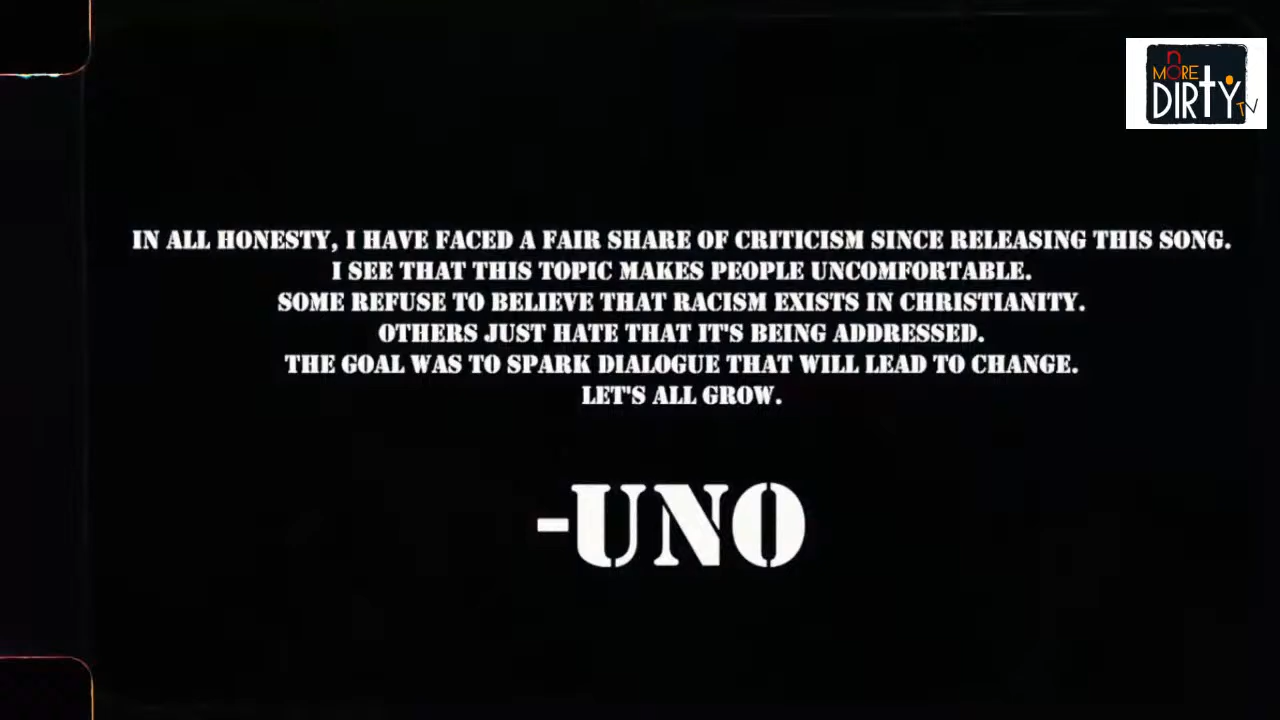 n
MORE
DIRTY
TV
IN ALL HONESTY, I HAVE FACED A FAIR SHARE OF CRITICISM SINCE RELEASING THIS SONG.
I SEE THAT THIS TOPIC MAKES PEOPLE UNCOMFORTABLE.
SOME REFUSE TO BELIEVE THAT RACISM EXISTS IN CHRISTIANITY.
OTHERS JUST HATE THAT IT'S BEING ADDRESSED.
THE GOAL WAS TO SPARK DIALOGUE THAT WILL LEAD TO CHANGE.
LET'S ALL GROW.
-UNO